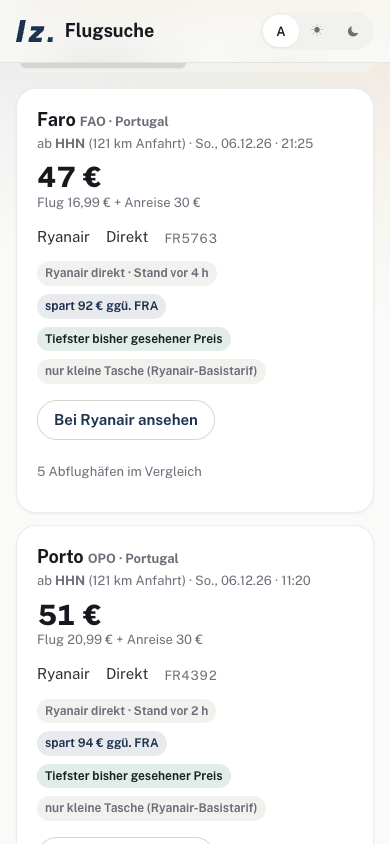 Iz. Flugsuche A
Faro FAO · Portugal
ab HHN (121 km Anfahrt) · So., 06.12.26 · 21:25
47 €
Flug 16,99 € + Anreise 30 €
Ryanair Direkt FR5763
Ryanair direkt · Stand vor 4 h
spart 92 € ggü. FRA
Tiefster bisher gesehener Preis
nur kleine Tasche (Ryanair-Basistarif)
Bei Ryanair ansehen
5 Abflughäfen im Vergleich
Porto OPO · Portugal
ab HHN (121 km Anfahrt) · So., 06.12.26 · 11:20
51 €
Flug 20,99 € + Anreise 30 €
Ryanair Direkt FR4392
Ryanair direkt · Stand vor 2 h
spart 94 € ggü. FRA
Tiefster bisher gesehener Preis
nur kleine Tasche (Ryanair-Basistarif)